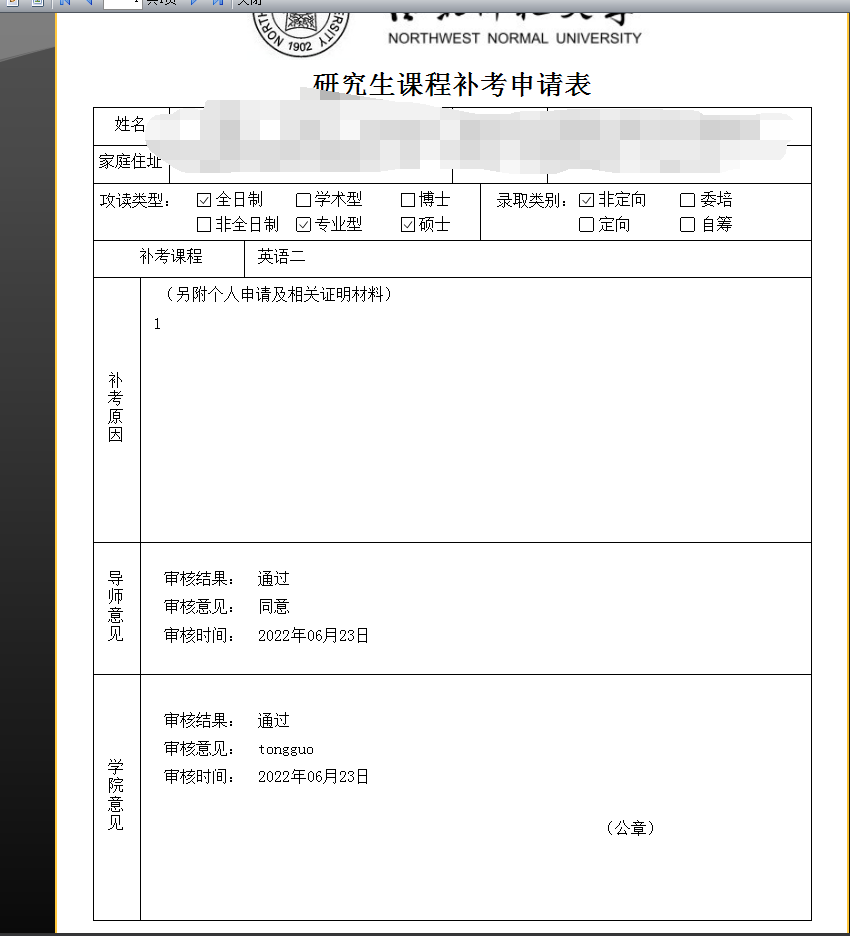 共1页
关闭
NORTHWEST NORMAL UNIVERSITY
1902
研究生课程补考申请表
姓名
家庭住址
攻读类型： ☑全日制 ☐学术型 ☐博士 录取类别： ☑非定向 ☐委培
☐非全日制 ☑专业型 ☑硕士 ☐定向 ☐自筹
补考课程 英语二
（另附个人申请及相关证明材料）
1
补考原因
导师意见
审核结果： 通过
审核意见： 同意
审核时间： 2022年06月23日
学院意见
审核结果： 通过
审核意见： tongguo
审核时间： 2022年06月23日
（公章）